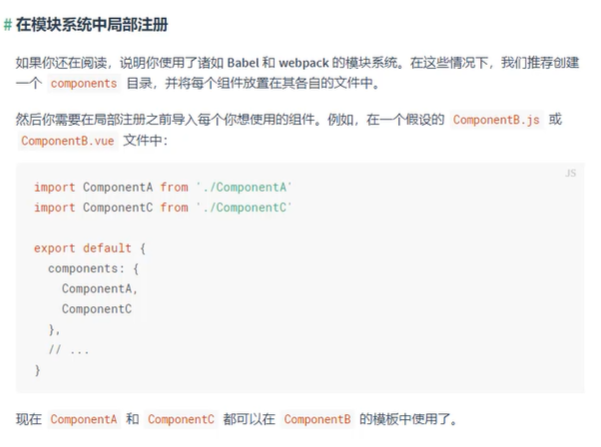 # 在模块系统中局部注册
如果你还在阅读，说明你使用了诸如 Babel 和 webpack 的模块系统。在这些情况下，我们推荐创建
一个 components 目录，并将每个组件放置在其各自的文件中。
然后你需要在局部注册之前导入每个你想使用的组件。例如，在一个假设的 ComponentB.js 或
ComponentB.vue 文件中：
JS
import ComponentA from './ComponentA'
import ComponentC from './ComponentC'
export default {
  components: {
    ComponentA,
    ComponentC
  },
  // ...
}
现在 ComponentA 和 ComponentC 都可以在 ComponentB 的模板中使用了。